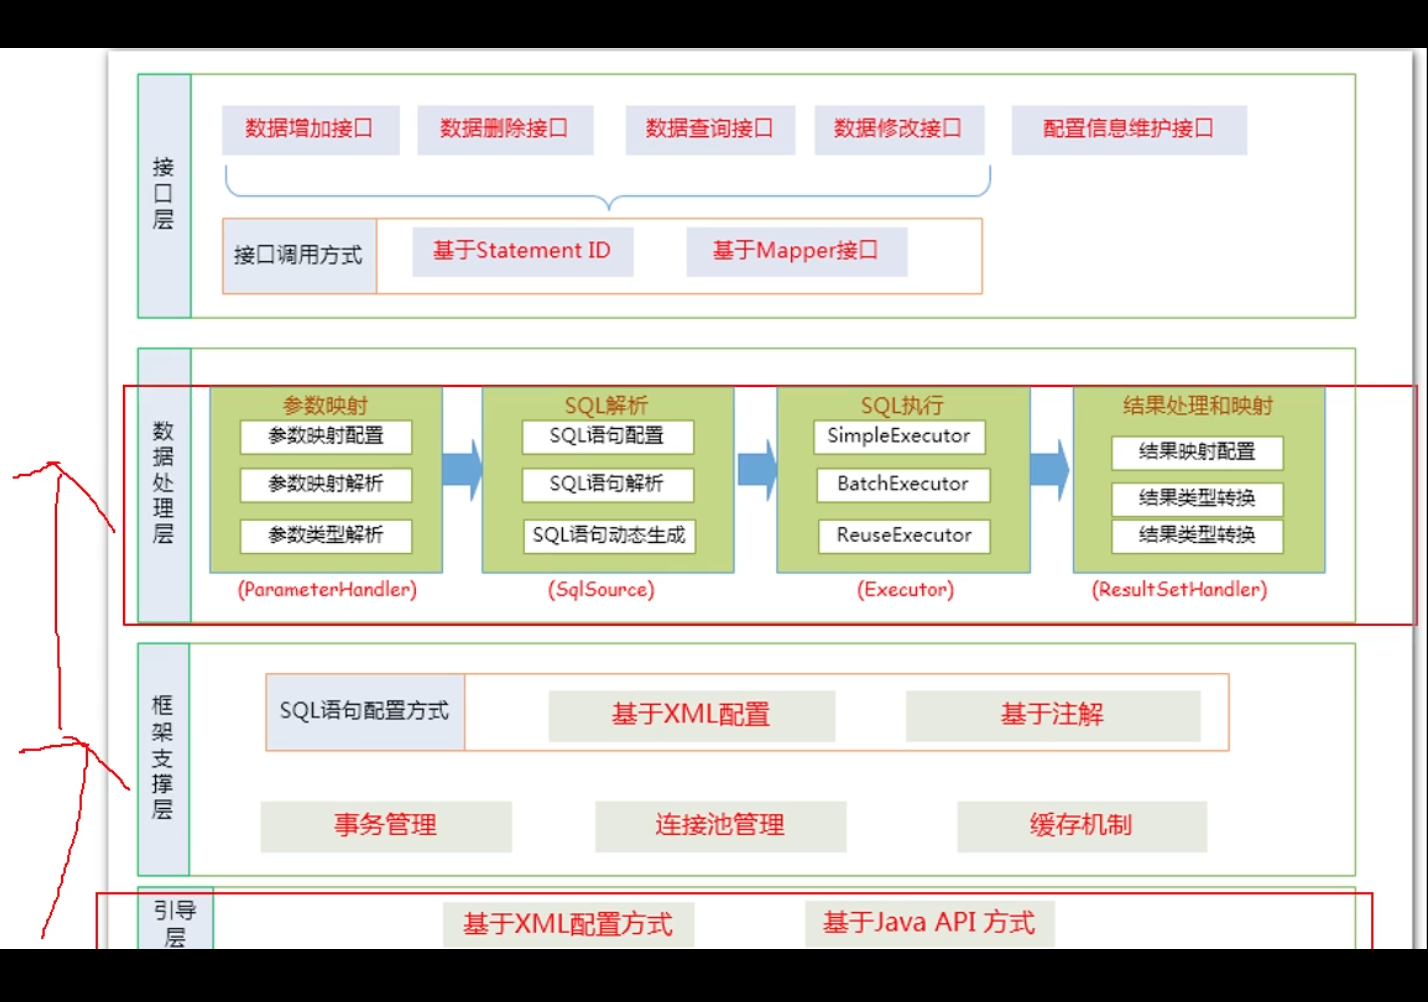 接口层
数据增加接口
数据删除接口
数据查询接口
数据修改接口
配置信息维护接口
接口调用方式
基于Statement ID
基于Mapper接口
数据处理层
参数映射
参数映射配置
参数映射解析
参数类型解析
(ParameterHandler)
SQL解析
SQL语句配置
SQL语句解析
SQL语句动态生成
(SqlSource)
SQL执行
SimpleExecutor
BatchExecutor
ReuseExecutor
(Executor)
结果处理和映射
结果映射配置
结果类型转换
结果类型转换
(ResultSetHandler)
框架支撑层
SQL语句配置方式
基于XML配置
基于注解
事务管理
连接池管理
缓存机制
引导层
基于XML配置方式
基于Java API 方式